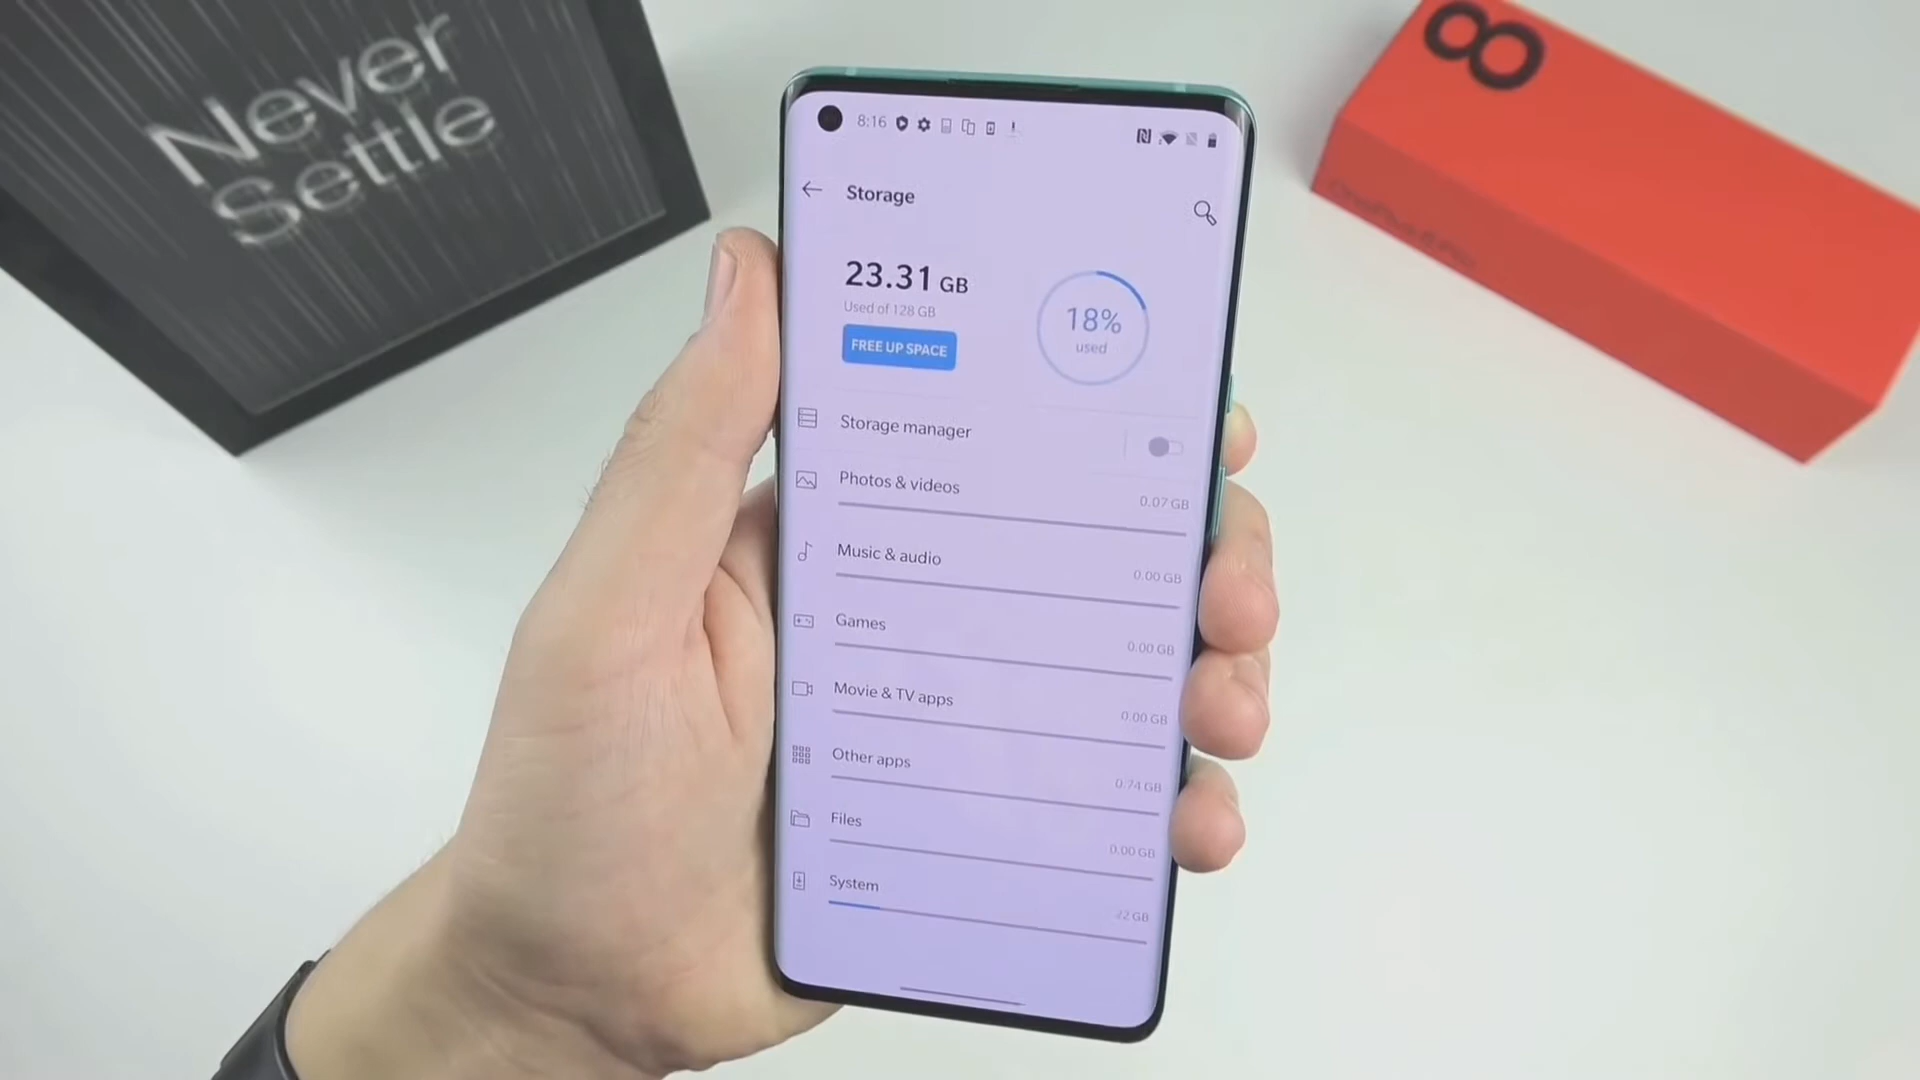 Never
Settle
8
8:16
Storage
23.31 GB
Used of 128 GB
FREE UP SPACE
18%
used
Storage manager
Photos & videos
0.07 GB
Music & audio
0.00 GB
Games
0.00 GB
Movie & TV apps
0.00 GB
Other apps
0.74 GB
Files
0.00 GB
System
22 GB